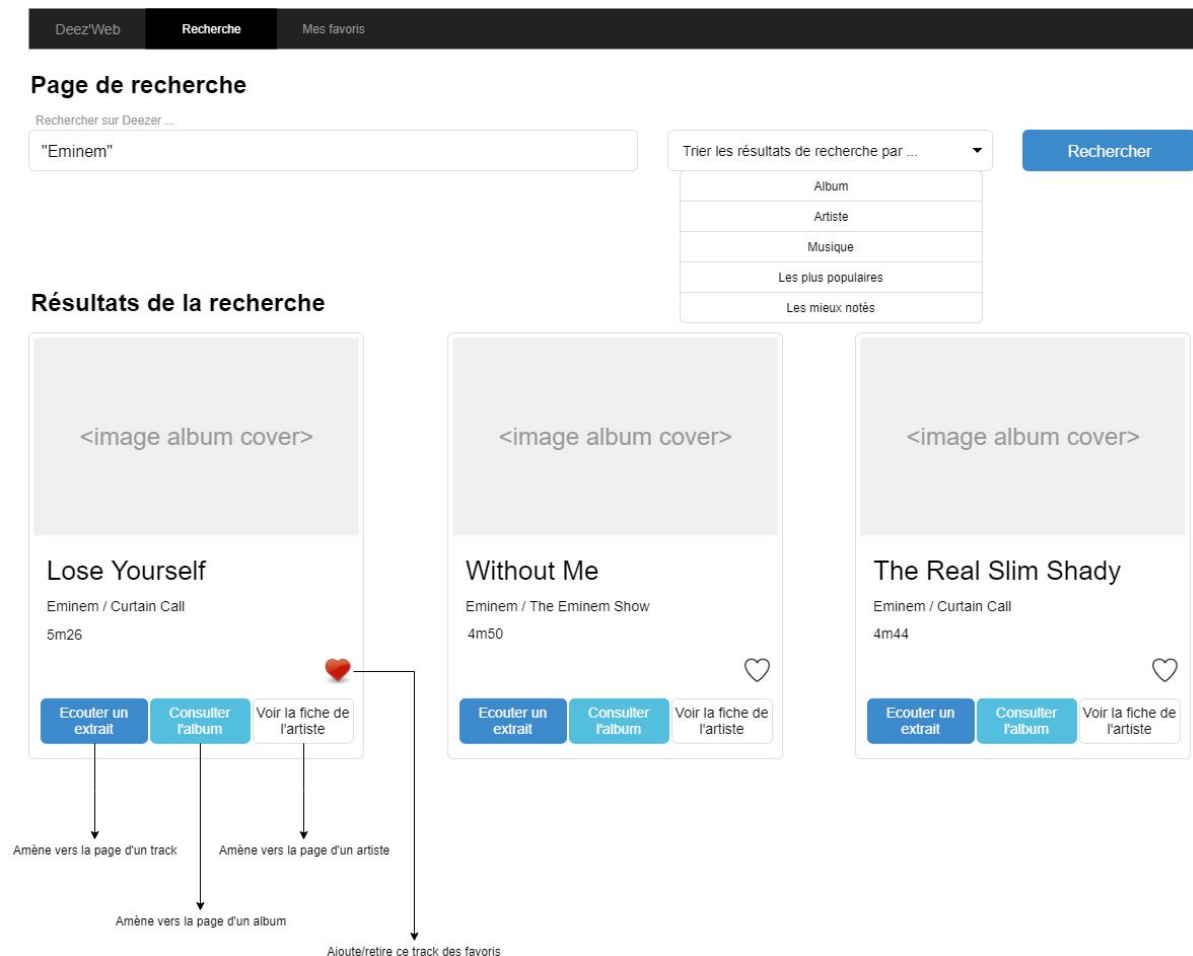 Deez'Web Recherche Mes favoris
Page de recherche
Rechercher sur Deezer ...
"Eminem" Trier les résultats de recherche par ... Rechercher
Album
Artiste
Musique
Les plus populaires
Les mieux notés
Résultats de la recherche
<image album cover> <image album cover> <image album cover>
Lose Yourself Without Me The Real Slim Shady
Eminem / Curtain Call Eminem / The Eminem Show Eminem / Curtain Call
5m26 4m50 4m44
Ecouter un Consulter Voir la fiche de Ecouter un Consulter Voir la fiche de Ecouter un Consulter Voir la fiche de
extrait l'album l'artiste extrait l'album l'artiste extrait l'album l'artiste
Amène vers la page d'un track Amène vers la page d'un artiste
Amène vers la page d'un album
Ajoute/retire ce track des favoris